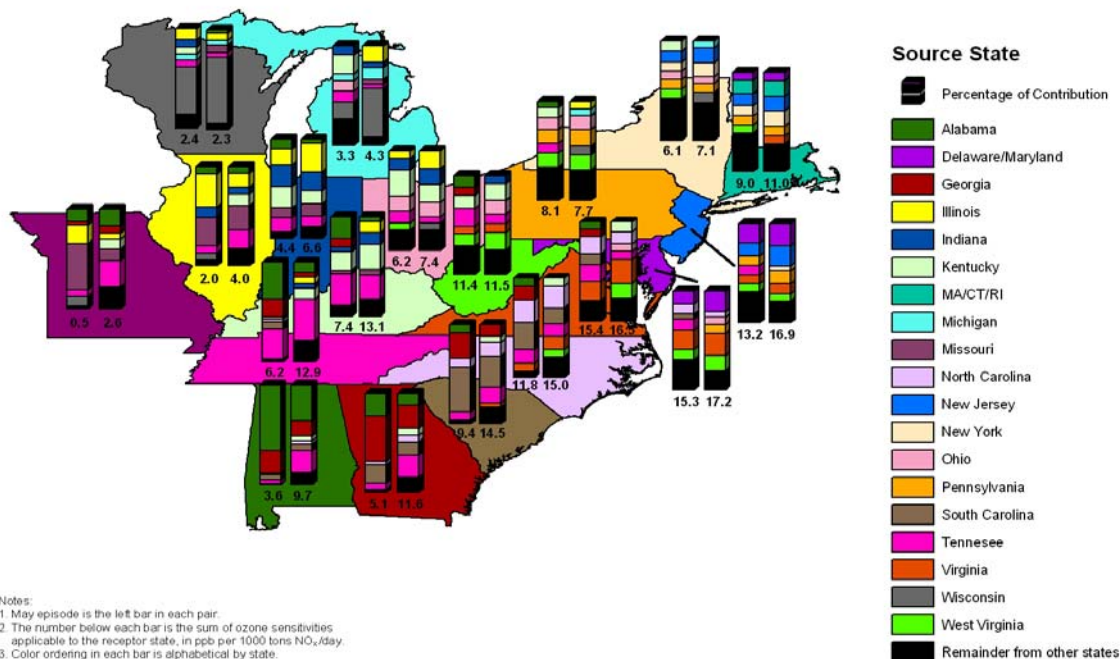 2.4 2.3
3.3 4.3
6.1 7.1
9.0 11.0
8.1 7.7
4.4 6.6
6.2 7.4
2.0 4.0
11.4 11.5
2.6
7.4 13.1
15.4 16.5
13.2 16.9
6.2 12.9
11.8 15.0
15.3 17.2
9.4 14.5
3.6 9.7
5.1 11.6
Source State
Percentage of Contribution
Alabama
Delaware/Maryland
Georgia
Illinois
Indiana
Kentucky
MA/CT/RI
Michigan
Missouri
North Carolina
New Jersey
New York
Ohio
Pennsylvania
South Carolina
Tennesee
Virginia
Wisconsin
West Virginia
Remainder from other states
Notes:
1. May episode is the left bar in each pair.
2. The number below each bar is the sum of ozone sensitivities
applicable to the receptor state, in ppb per 1000 tons NOx/day.
3. Color ordering in each bar is alphabetical by state.